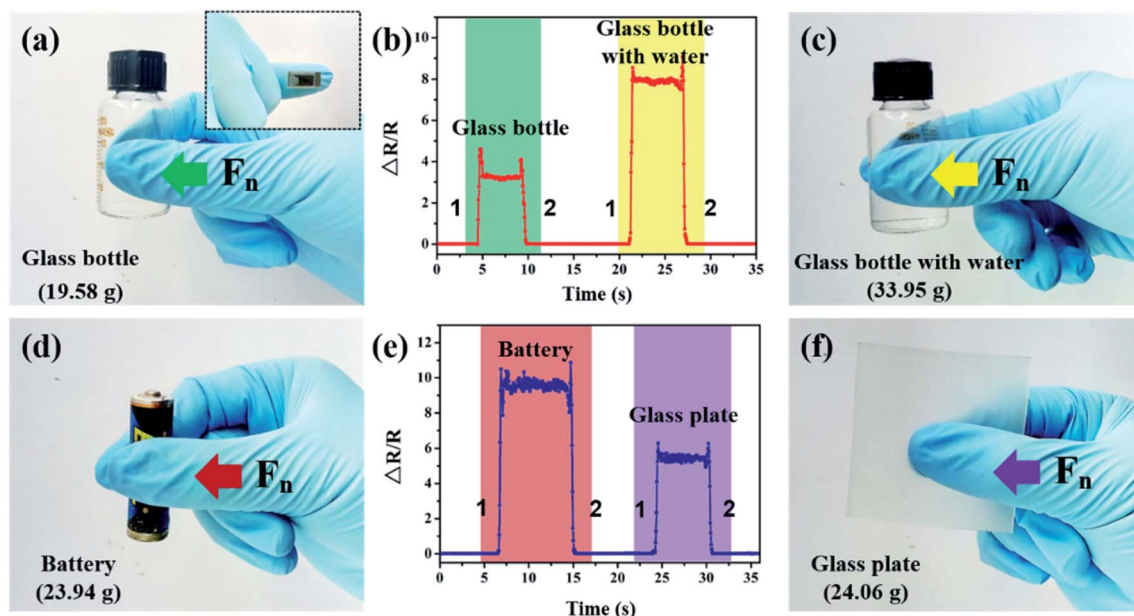 (a)
Fn
Glass bottle
(19.58 g)
(b)
△R/R
10
8
6
4
2
0
Glass bottle
Glass bottle
with water
1
2
1
2
0
5
10
15
20
25
30
35
Time (s)
(c)
Fn
Glass bottle with water
(33.95 g)
(d)
Fn
Battery
(23.94 g)
(e)
△R/R
12
10
8
6
4
2
0
Battery
Glass plate
1
2
1
2
0
5
10
15
20
25
30
35
Time (s)
(f)
Fn
Glass plate
(24.06 g)